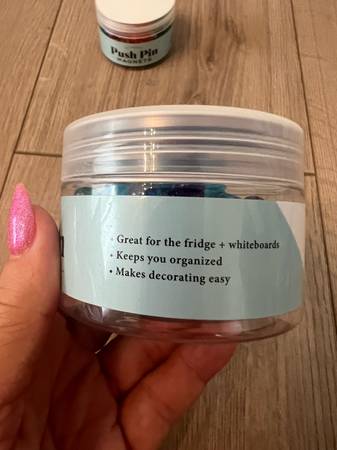 Push Pin
MAGNETS
• Great for the fridge + whiteboards
• Keeps you organized
• Makes decorating easy